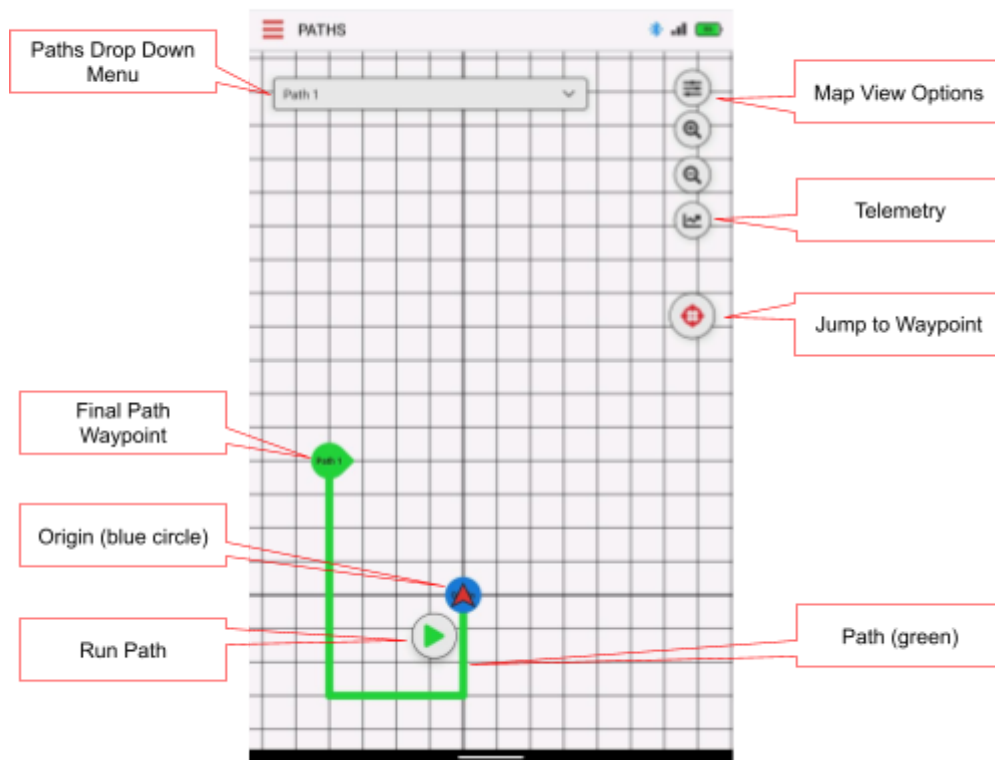 PATHS
Paths Drop Down
Menu
Path 1
Map View Options
Telemetry
Jump to Waypoint
Final Path
Waypoint
Path 1
Origin (blue circle)
Run Path
Path (green)